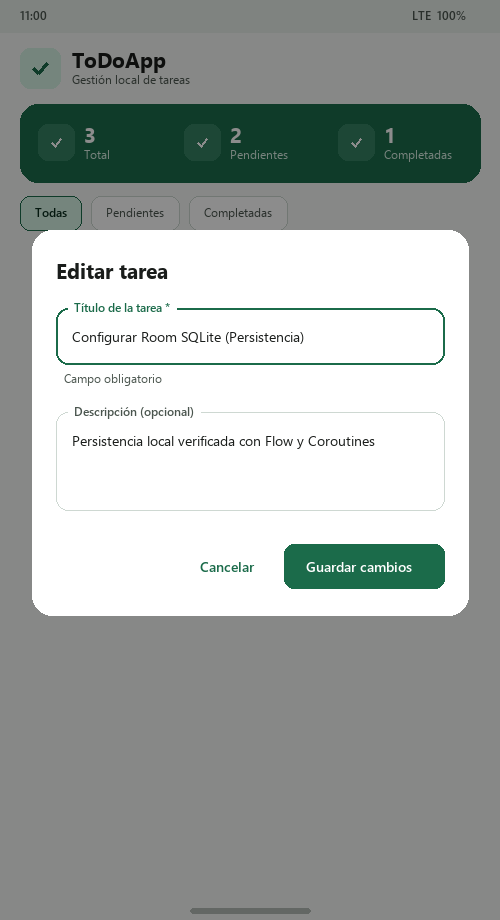 11:00 LTE 100%
ToDoApp
Gestión local de tareas
3 2 1
Total Pendientes Completadas
Todas Pendientes Completadas
Editar tarea
Título de la tarea *
Configurar Room SQLite (Persistencia)
Campo obligatorio
Descripción (opcional)
Persistencia local verificada con Flow y Coroutines
Cancelar Guardar cambios